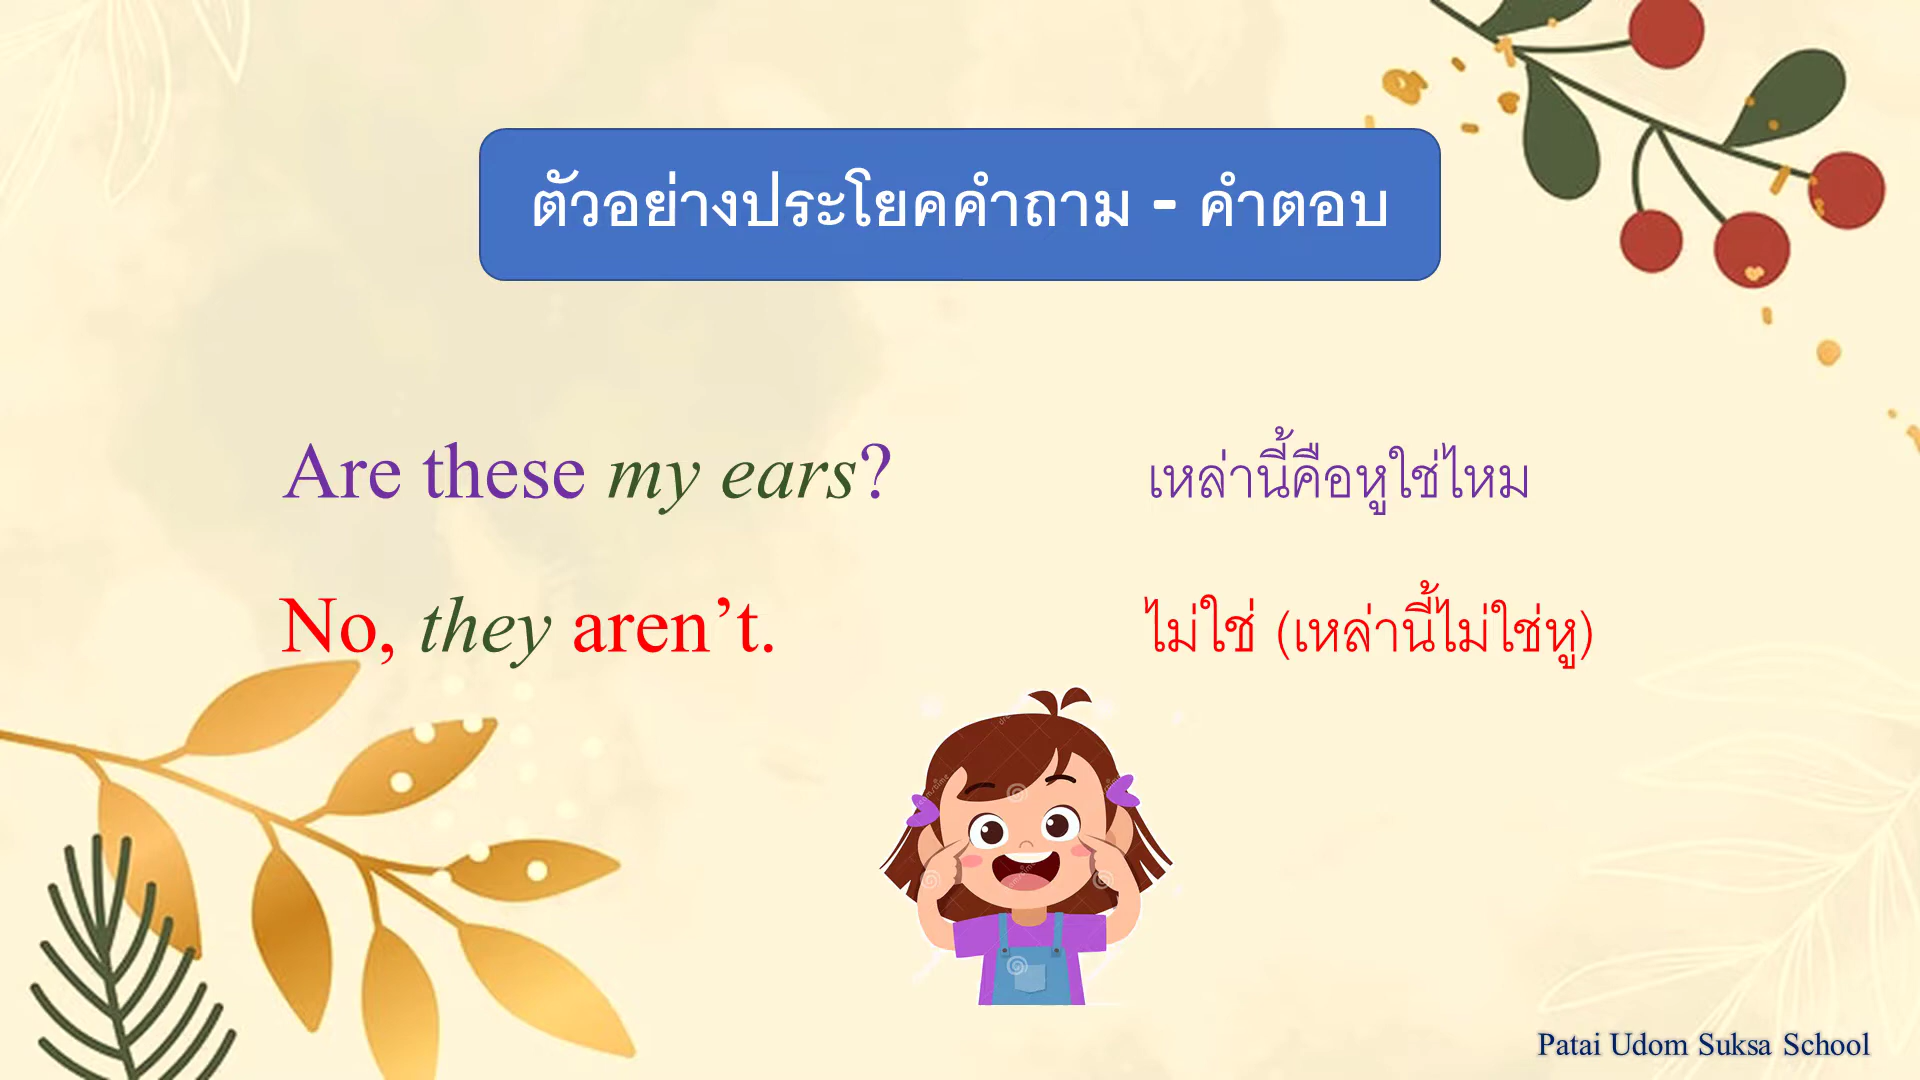 ตัวอย่างประโยคคำถาม - คำตอบ
Are these my ears? เหล่านี้คือหูใช่ไหม
No, they aren’t. ไม่ใช่ (เหล่านี้ไม่ใช่หู)
Patai Udom Suksa School